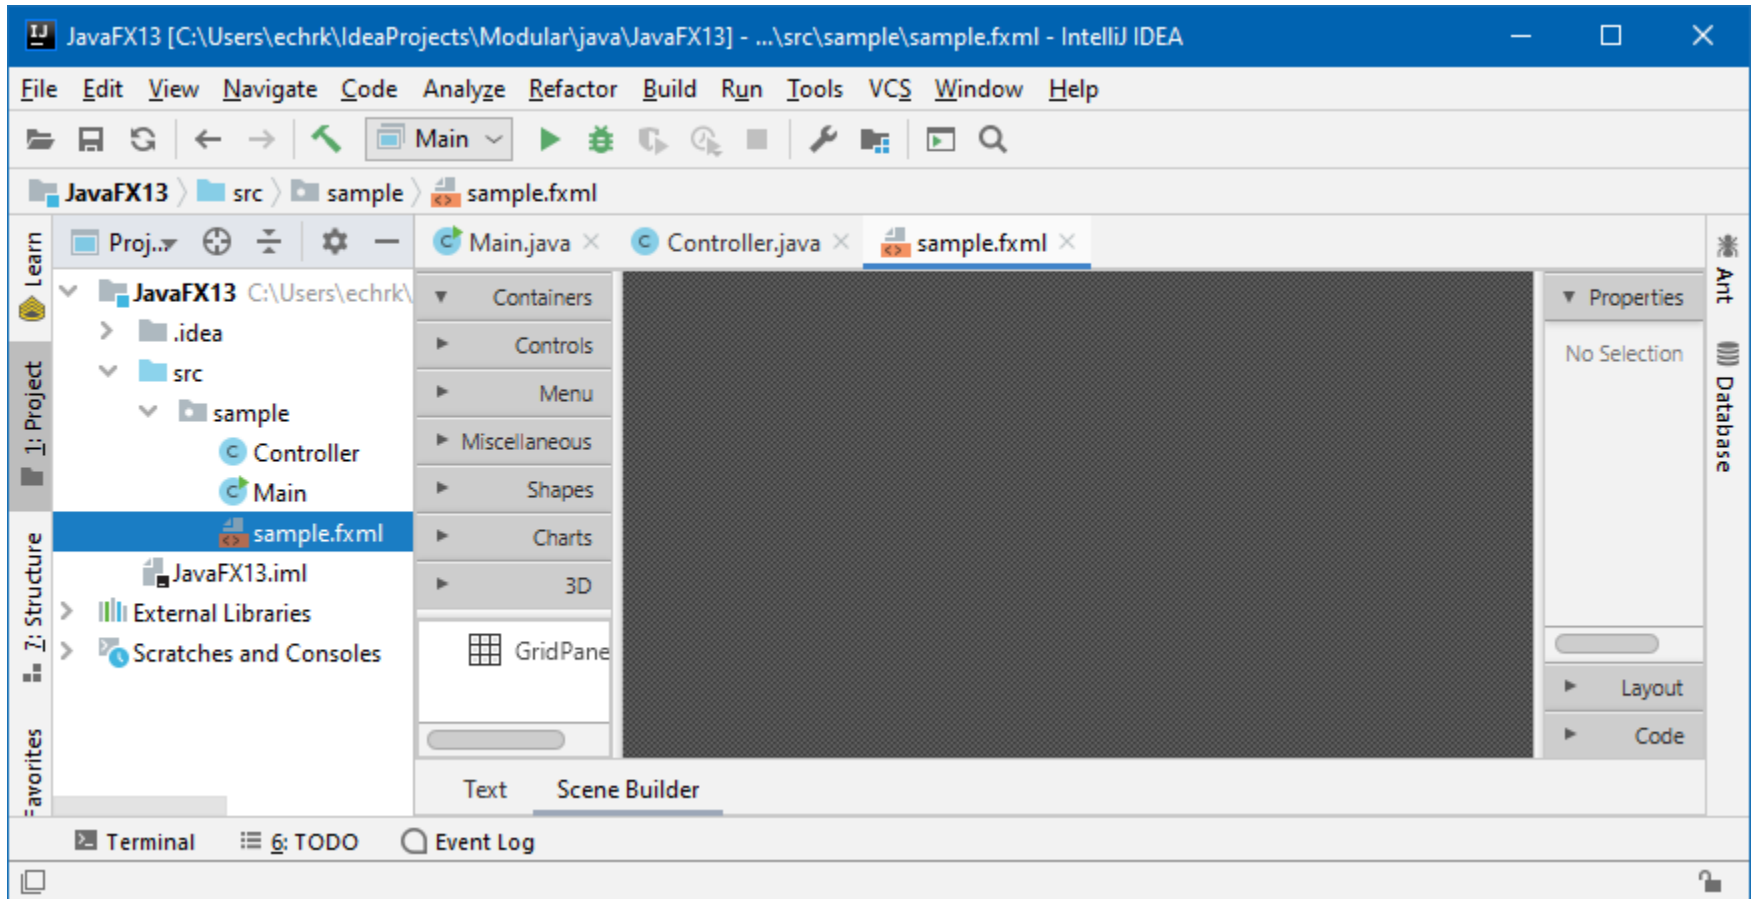 IJ JavaFX13 [C:\Users\echrk\IdeaProjects\Modular\java\JavaFX13] - ...\src\sample\sample.fxml - IntelliJ IDEA
File Edit View Navigate Code Analyze Refactor Build Run Tools VCS Window Help
Main
JavaFX13 src sample sample.fxml
Learn
1: Project
7: Structure
Favorites
Proj...
JavaFX13 C:\Users\echrk\
.idea
src
sample
Controller
Main
sample.fxml
JavaFX13.iml
External Libraries
Scratches and Consoles
Main.java Controller.java sample.fxml
Containers
Controls
Menu
Miscellaneous
Shapes
Charts
3D
GridPane
Text Scene Builder
Properties
No Selection
Layout
Code
Ant
Database
Terminal 6: TODO Event Log